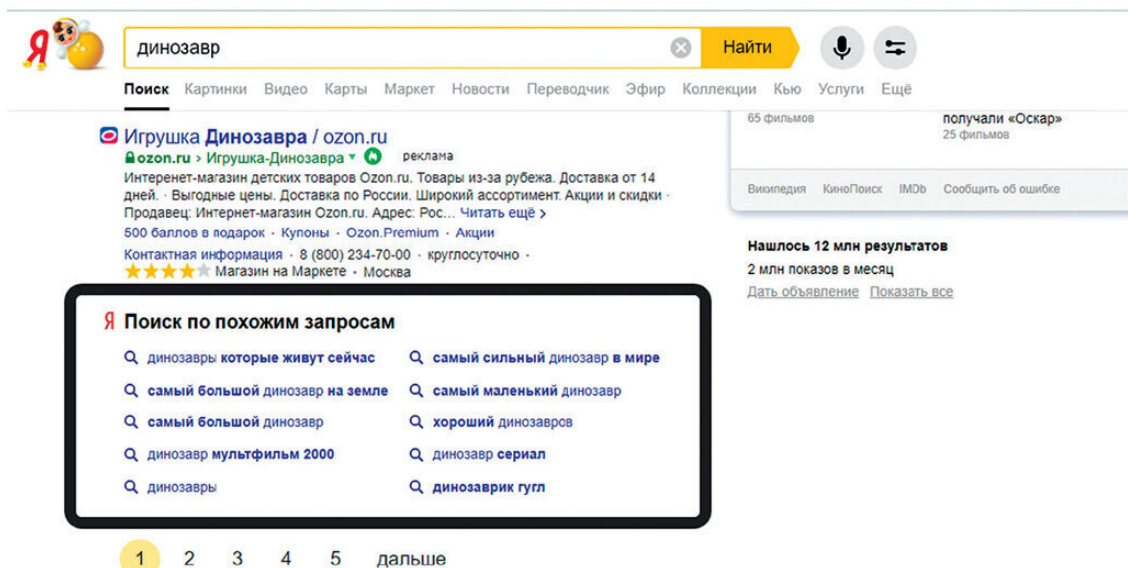 Я
динозавр
Найти
Поиск Картинки Видео Карты Маркет Новости Переводчик Эфир Коллекции Кью Услуги Ещё
Игрушка Динозавра / ozon.ru
ozon.ru › Игрушка-Динозавра реклама
Интеренет-магазин детских товаров Ozon.ru. Товары из-за рубежа. Доставка от 14
дней. · Выгодные цены. Доставка по России. Широкий ассортимент. Акции и скидки ·
Продавец: Интернет-магазин Ozon.ru. Адрес: Рос... Читать ещё ›
500 баллов в подарок · Купоны · Ozon.Premium · Акции
Контактная информация · 8 (800) 234-70-00 · круглосуточно ·
Магазин на Маркете · Москва
65 фильмов
получали «Оскар»
25 фильмов
Википедия КиноПоиск IMDb Сообщить об ошибке
Нашлось 12 млн результатов
2 млн показов в месяц
Дать объявление Показать все
Я Поиск по похожим запросам
динозавры которые живут сейчас
самый большой динозавр на земле
самый большой динозавр
динозавр мультфильм 2000
динозавры
самый сильный динозавр в мире
самый маленький динозавр
хороший динозавров
динозавр сериал
динозаврик гугл
1 2 3 4 5 дальше